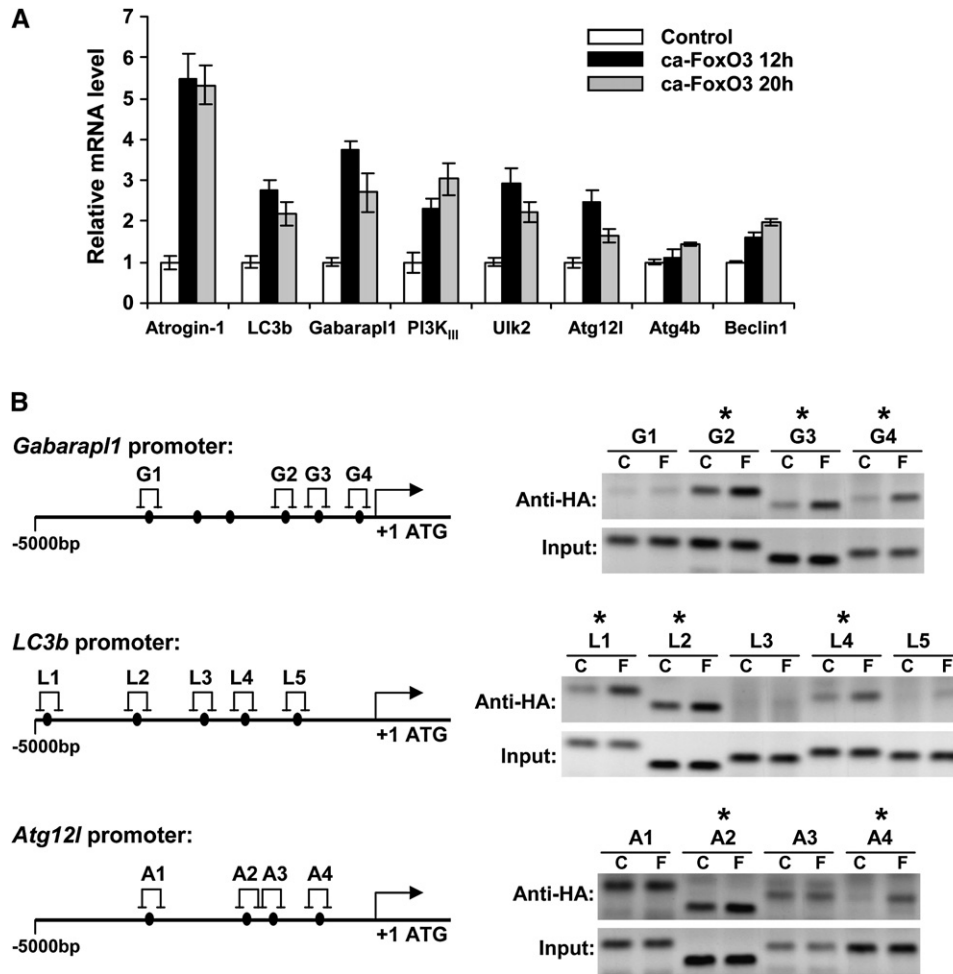 A
Relative mRNA level
7
6
5
4
3
2
1
0
Control
ca-FoxO3 12h
ca-FoxO3 20h
Atrogin-1 LC3b Gabarapl1 PI3KIII Ulk2 Atg12l Atg4b Beclin1
B
Gabarapl1 promoter:
G1 G2 G3 G4
-5000bp
+1 ATG
* * *
G1 G2 G3 G4
C F C F C F C F
Anti-HA:
Input:
LC3b promoter:
L1 L2 L3 L4 L5
-5000bp
+1 ATG
* * *
L1 L2 L3 L4 L5
C F C F C F C F C F
Anti-HA:
Input:
Atg12l promoter:
A1 A2 A3 A4
-5000bp
+1 ATG
* *
A1 A2 A3 A4
C F C F C F C F
Anti-HA:
Input: